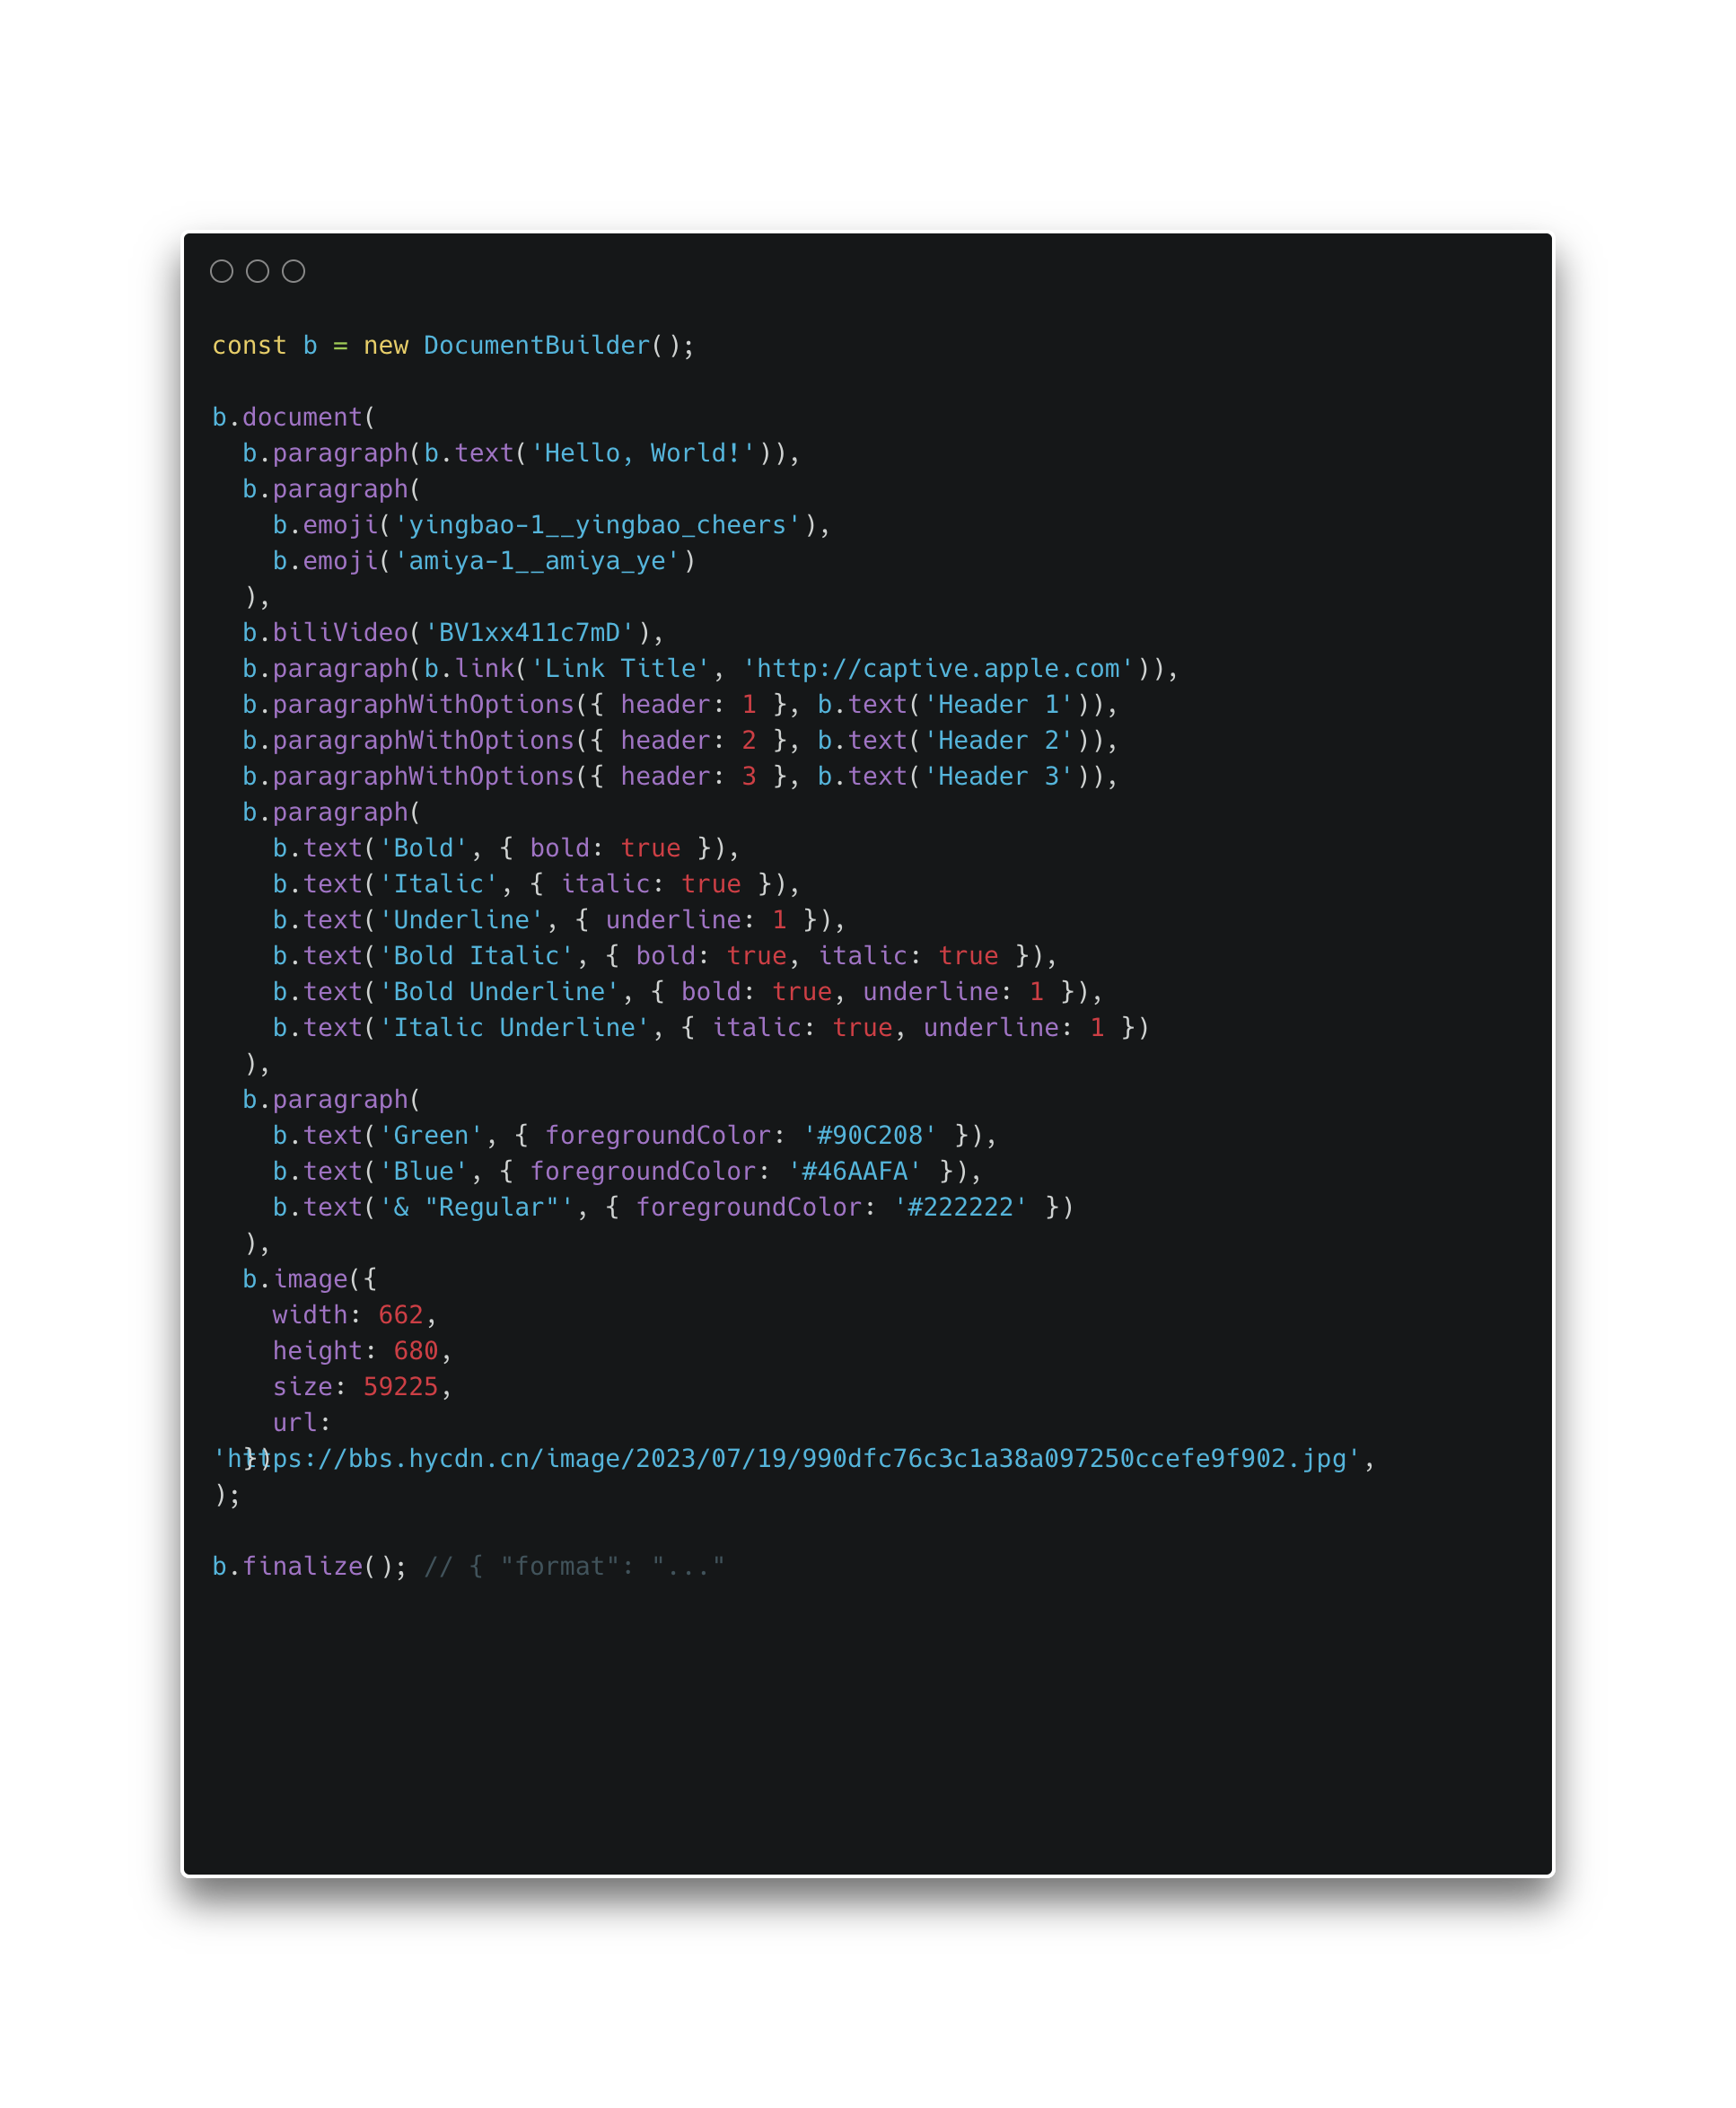 const b = new DocumentBuilder();

b.document(
  b.paragraph(b.text('Hello, World!')),
  b.paragraph(
    b.emoji('yingbao-1__yingbao_cheers'),
    b.emoji('amiya-1__amiya_ye')
  ),
  b.biliVideo('BV1xx411c7mD'),
  b.paragraph(b.link('Link Title', 'http://captive.apple.com')),
  b.paragraphWithOptions({ header: 1 }, b.text('Header 1')),
  b.paragraphWithOptions({ header: 2 }, b.text('Header 2')),
  b.paragraphWithOptions({ header: 3 }, b.text('Header 3')),
  b.paragraph(
    b.text('Bold', { bold: true }),
    b.text('Italic', { italic: true }),
    b.text('Underline', { underline: 1 }),
    b.text('Bold Italic', { bold: true, italic: true }),
    b.text('Bold Underline', { bold: true, underline: 1 }),
    b.text('Italic Underline', { italic: true, underline: 1 })
  ),
  b.paragraph(
    b.text('Green', { foregroundColor: '#90C208' }),
    b.text('Blue', { foregroundColor: '#46AAFA' }),
    b.text('& "Regular"', { foregroundColor: '#222222' })
  ),
  b.image({
    width: 662,
    height: 680,
    size: 59225,
    url:
'https://bbs.hycdn.cn/image/2023/07/19/990dfc76c3c1a38a097250ccefe9f902.jpg',
  })
);

b.finalize(); // { "format": "..."